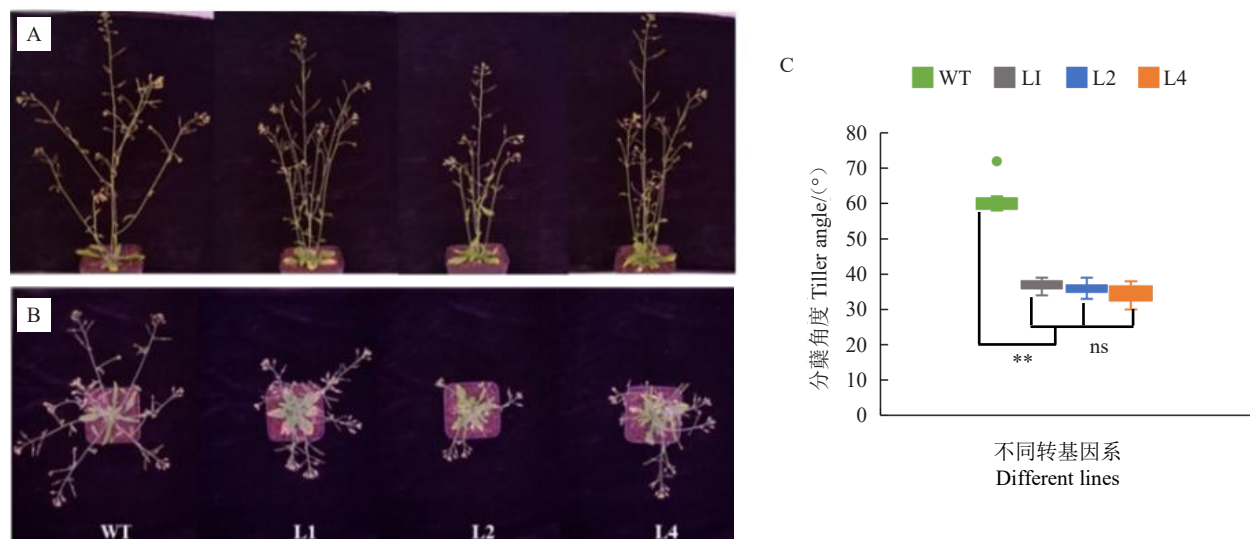 A
B
WT
L1
L2
L4
C
WT
LI
L2
L4
分蘖角度 Tiller angle/(°)
80
70
60
50
40
30
20
10
0
**
ns
不同转基因系
Different lines